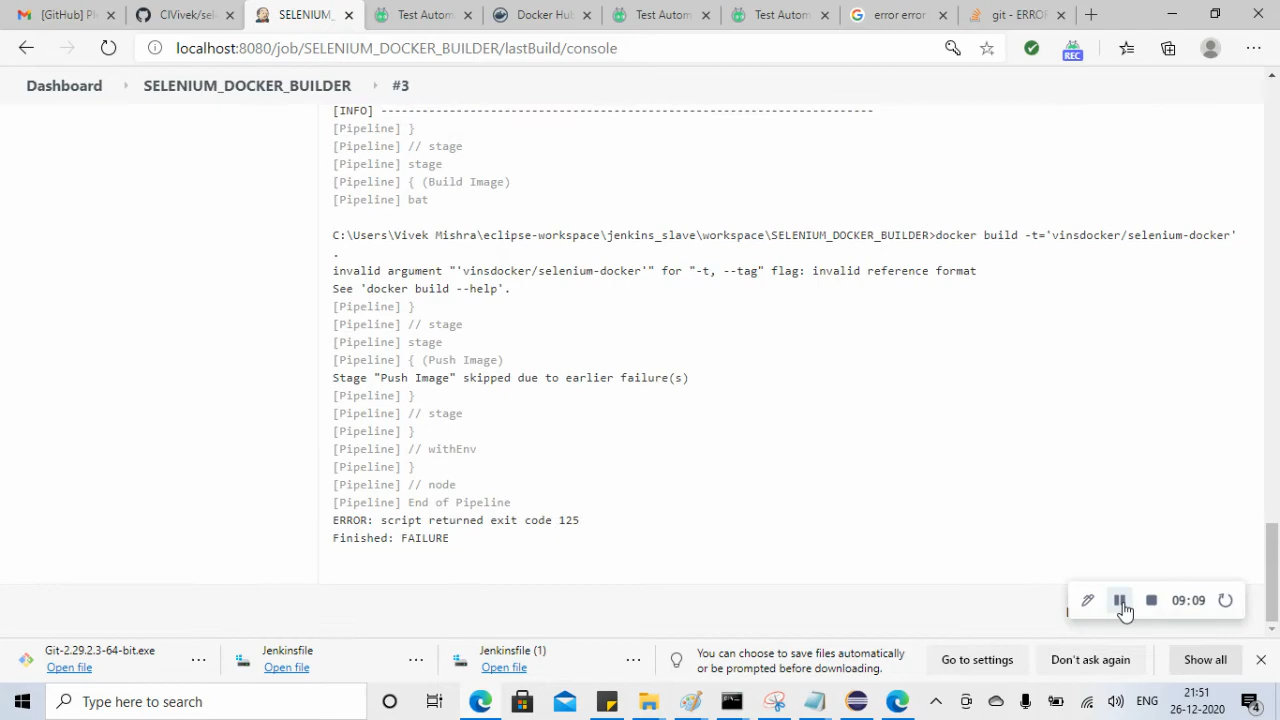 [GitHub] Pl
CIVivek/sel
SELENIUM_
Test Autom
Docker Hub
Test Autom
Test Autom
error error
git - ERROR
localhost:8080/job/SELENIUM_DOCKER_BUILDER/lastBuild/console
REC
Dashboard
SELENIUM_DOCKER_BUILDER
#3
[INFO] ------------------------------------------------------------------------
[Pipeline] }
[Pipeline] // stage
[Pipeline] stage
[Pipeline] { (Build Image)
[Pipeline] bat
C:\Users\Vivek Mishra\eclipse-workspace\jenkins_slave\workspace\SELENIUM_DOCKER_BUILDER>docker build -t='vinsdocker/selenium-docker'
.
invalid argument "'vinsdocker/selenium-docker'" for "-t, --tag" flag: invalid reference format
See 'docker build --help'.
[Pipeline] }
[Pipeline] // stage
[Pipeline] stage
[Pipeline] { (Push Image)
Stage "Push Image" skipped due to earlier failure(s)
[Pipeline] }
[Pipeline] // stage
[Pipeline] }
[Pipeline] // withEnv
[Pipeline] }
[Pipeline] // node
[Pipeline] End of Pipeline
ERROR: script returned exit code 125
Finished: FAILURE
09:09
Git-2.29.2.3-64-bit.exe
Open file
Jenkinsfile
Open file
Jenkinsfile (1)
Open file
You can choose to save files automatically
or be prompted before downloading.
Go to settings
Don't ask again
Show all
Type here to search
ENG
21:51
26-12-2020
4